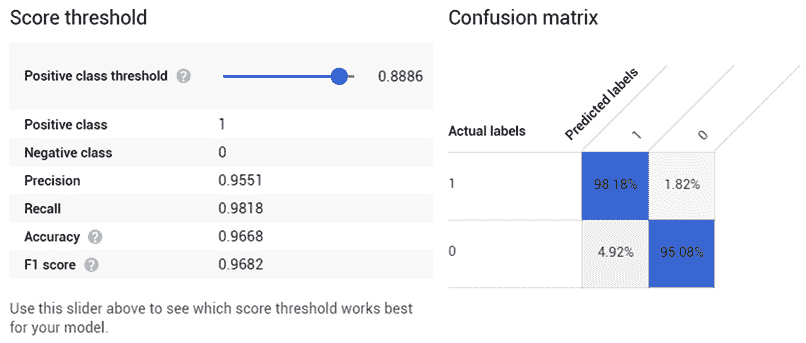 Score threshold
Positive class threshold ? 0.8886
Positive class 1
Negative class 0
Precision 0.9551
Recall 0.9818
Accuracy ? 0.9668
F1 score ? 0.9682
Use this slider above to see which score threshold works best
for your model.
Confusion matrix
Predicted labels
Actual labels 1 0
1 98.18% 1.82%
0 4.92% 95.08%